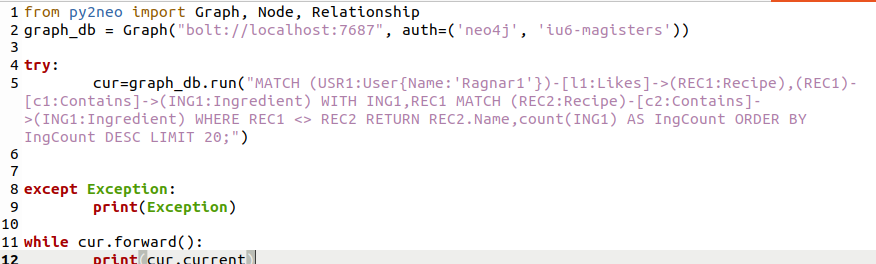 1 from py2neo import Graph, Node, Relationship
2 graph_db = Graph("bolt://localhost:7687", auth=('neo4j', 'iu6-magisters'))
3
4 try:
5 cur=graph_db.run("MATCH (USR1:User{Name:'Ragnar1'})-[l1:Likes]->(REC1:Recipe),(REC1)-
[c1:Contains]->(ING1:Ingredient) WITH ING1,REC1 MATCH (REC2:Recipe)-[c2:Contains]-
>(ING1:Ingredient) WHERE REC1 <> REC2 RETURN REC2.Name,count(ING1) AS IngCount ORDER BY
IngCount DESC LIMIT 20;")
6
7
8 except Exception:
9 print(Exception)
10
11 while cur.forward():
12 print(cur.current)